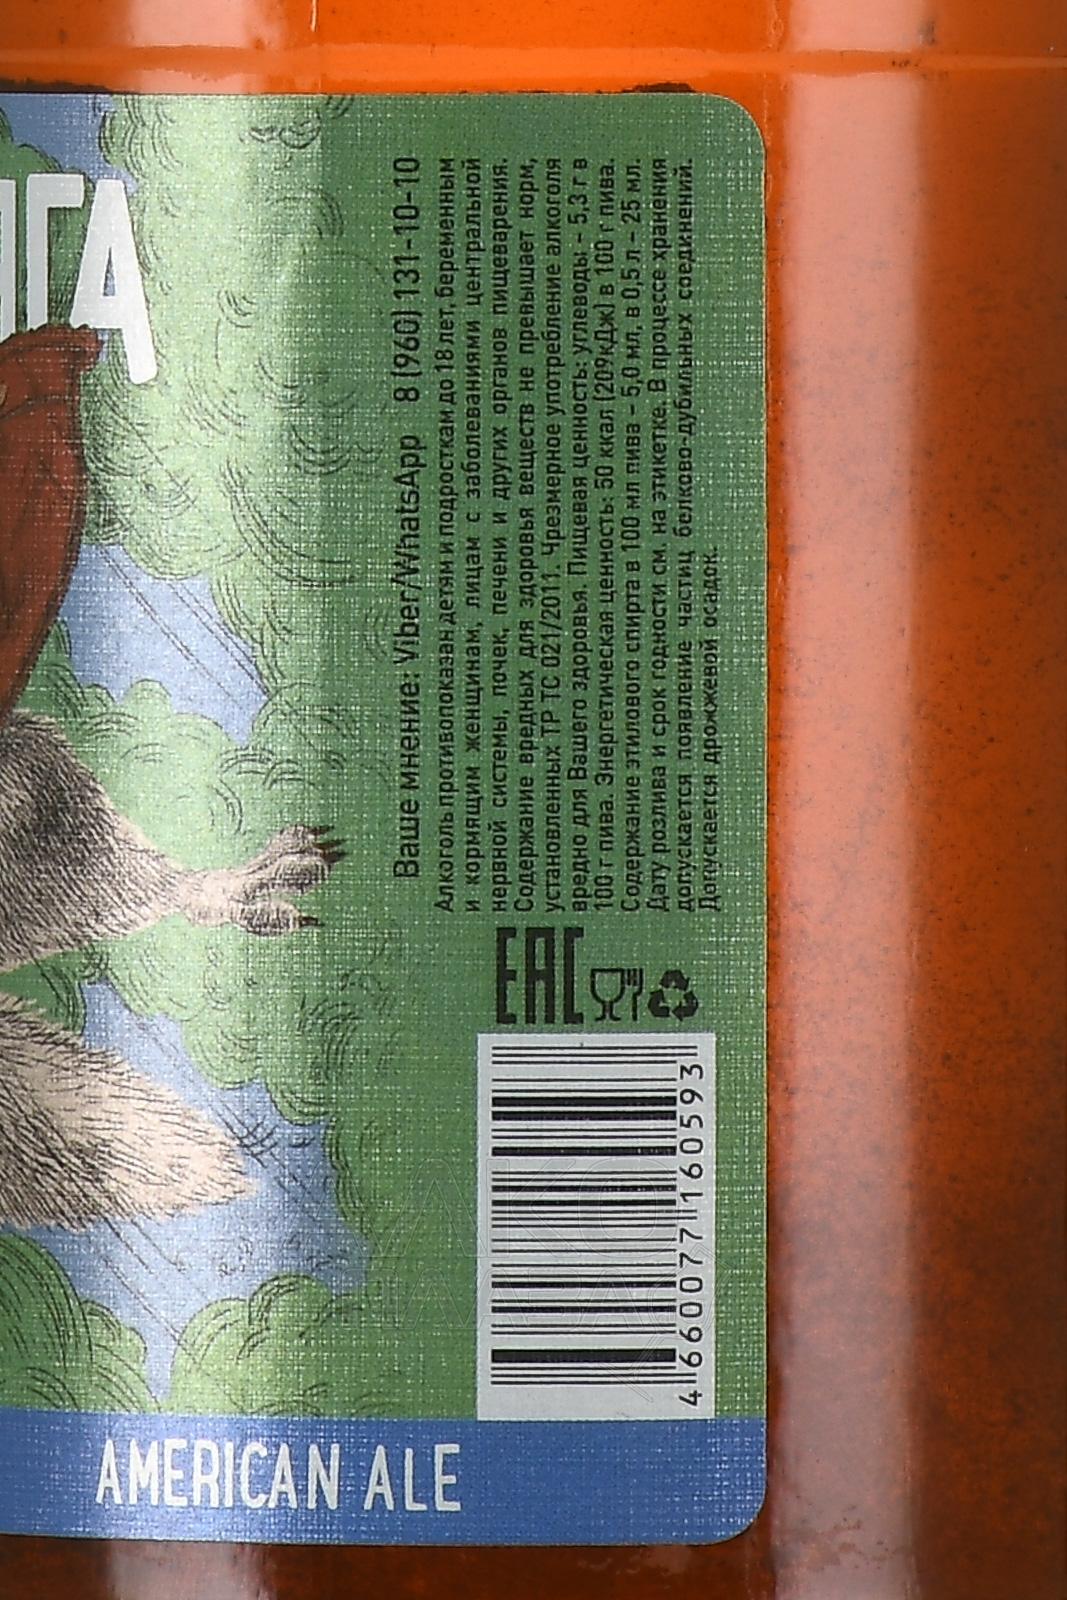 ЯГА
Ваше мнение: Viber/WhatsApp 8 (960) 131-10-10
Алкоголь противопоказан детям и подросткам до 18 лет, беременным
и кормящим женщинам, лицам с заболеваниями центральной
нервной системы, почек, печени и других органов пищеварения.
Содержание вредных для здоровья веществ не превышает норм,
установленных ТР ТС 021/2011. Чрезмерное употребление алкоголя
вредно для Вашего здоровья. Пищевая ценность: углеводы – 5,3 г в
100 г пива. Энергетическая ценность: 50 ккал (209кДж) в 100 г пива.
Содержание этилового спирта в 100 мл пива – 5,0 мл, в 0,5 л – 25 мл.
Дату розлива и срок годности см. на этикетке. В процессе хранения
допускается появление частиц белково-дубильных соединений.
Допускается дрожжевой осадок.
EAC
4 660077 160593
AMERICAN ALE